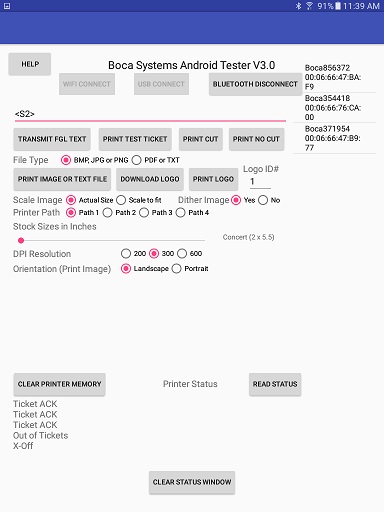 91% 11:39 AM
HELP
Boca Systems Android Tester V3.0
WIFI CONNECT
USB CONNECT
BLUETOOTH DISCONNECT
Boca856372
00:06:66:47:BA:
F9
Boca354418
00:06:66:76:CA:
00
Boca371954
00:06:66:47:B9:
77
<S2>
TRANSMIT FGL TEXT
PRINT TEST TICKET
PRINT CUT
PRINT NO CUT
File Type
BMP, JPG or PNG
PDF or TXT
Logo ID#
PRINT IMAGE OR TEXT FILE
DOWNLOAD LOGO
PRINT LOGO
1
Scale Image
Actual Size
Scale to fit
Dither Image
Yes
No
Printer Path
Path 1
Path 2
Path 3
Path 4
Stock Sizes in Inches
Concert (2 x 5.5)
DPI Resolution
200
300
600
Orientation (Print Image)
Landscape
Portrait
CLEAR PRINTER MEMORY
Printer Status
READ STATUS
Ticket ACK
Ticket ACK
Ticket ACK
Out of Tickets
X-Off
CLEAR STATUS WINDOW